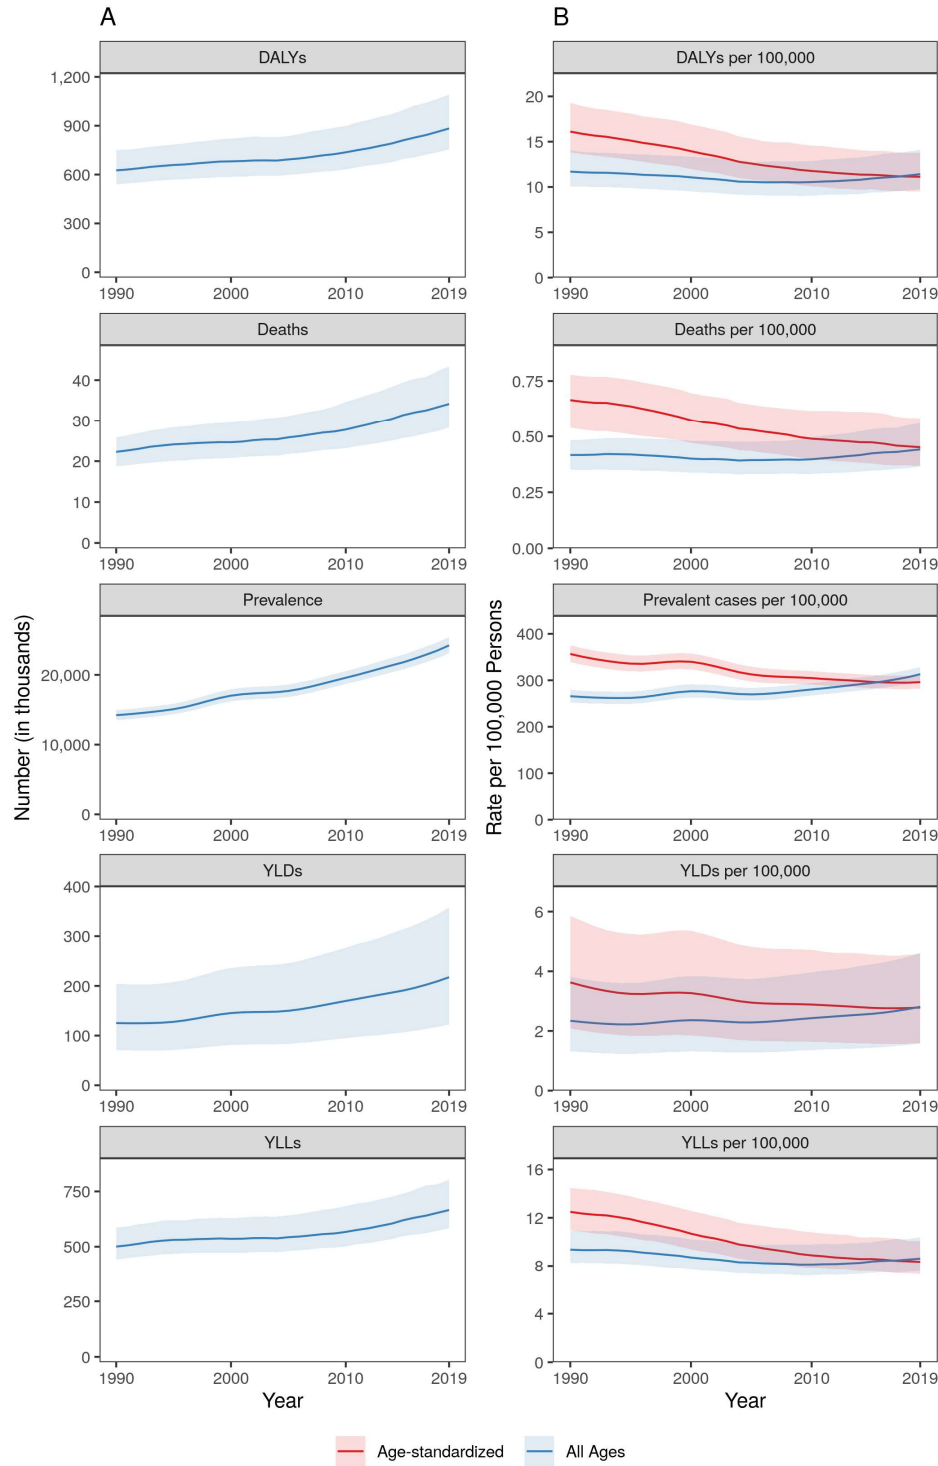 A
DALYs
1,200
900
600
300
0
1990 2000 2010 2019
Deaths
40
30
20
10
0
1990 2000 2010 2019
Number (in thousands)
Prevalence
20,000
10,000
0
1990 2000 2010 2019
YLDs
400
300
200
100
0
1990 2000 2010 2019
YLLs
750
500
250
0
1990 2000 2010 2019
Year
B
DALYs per 100,000
20
15
10
5
0
1990 2000 2010 2019
Deaths per 100,000
0.75
0.50
0.25
0.00
1990 2000 2010 2019
Rate per 100,000 Persons
Prevalent cases per 100,000
400
300
200
100
0
1990 2000 2010 2019
YLDs per 100,000
6
4
2
0
1990 2000 2010 2019
YLLs per 100,000
16
12
8
4
0
1990 2000 2010 2019
Year
Age-standardized All Ages